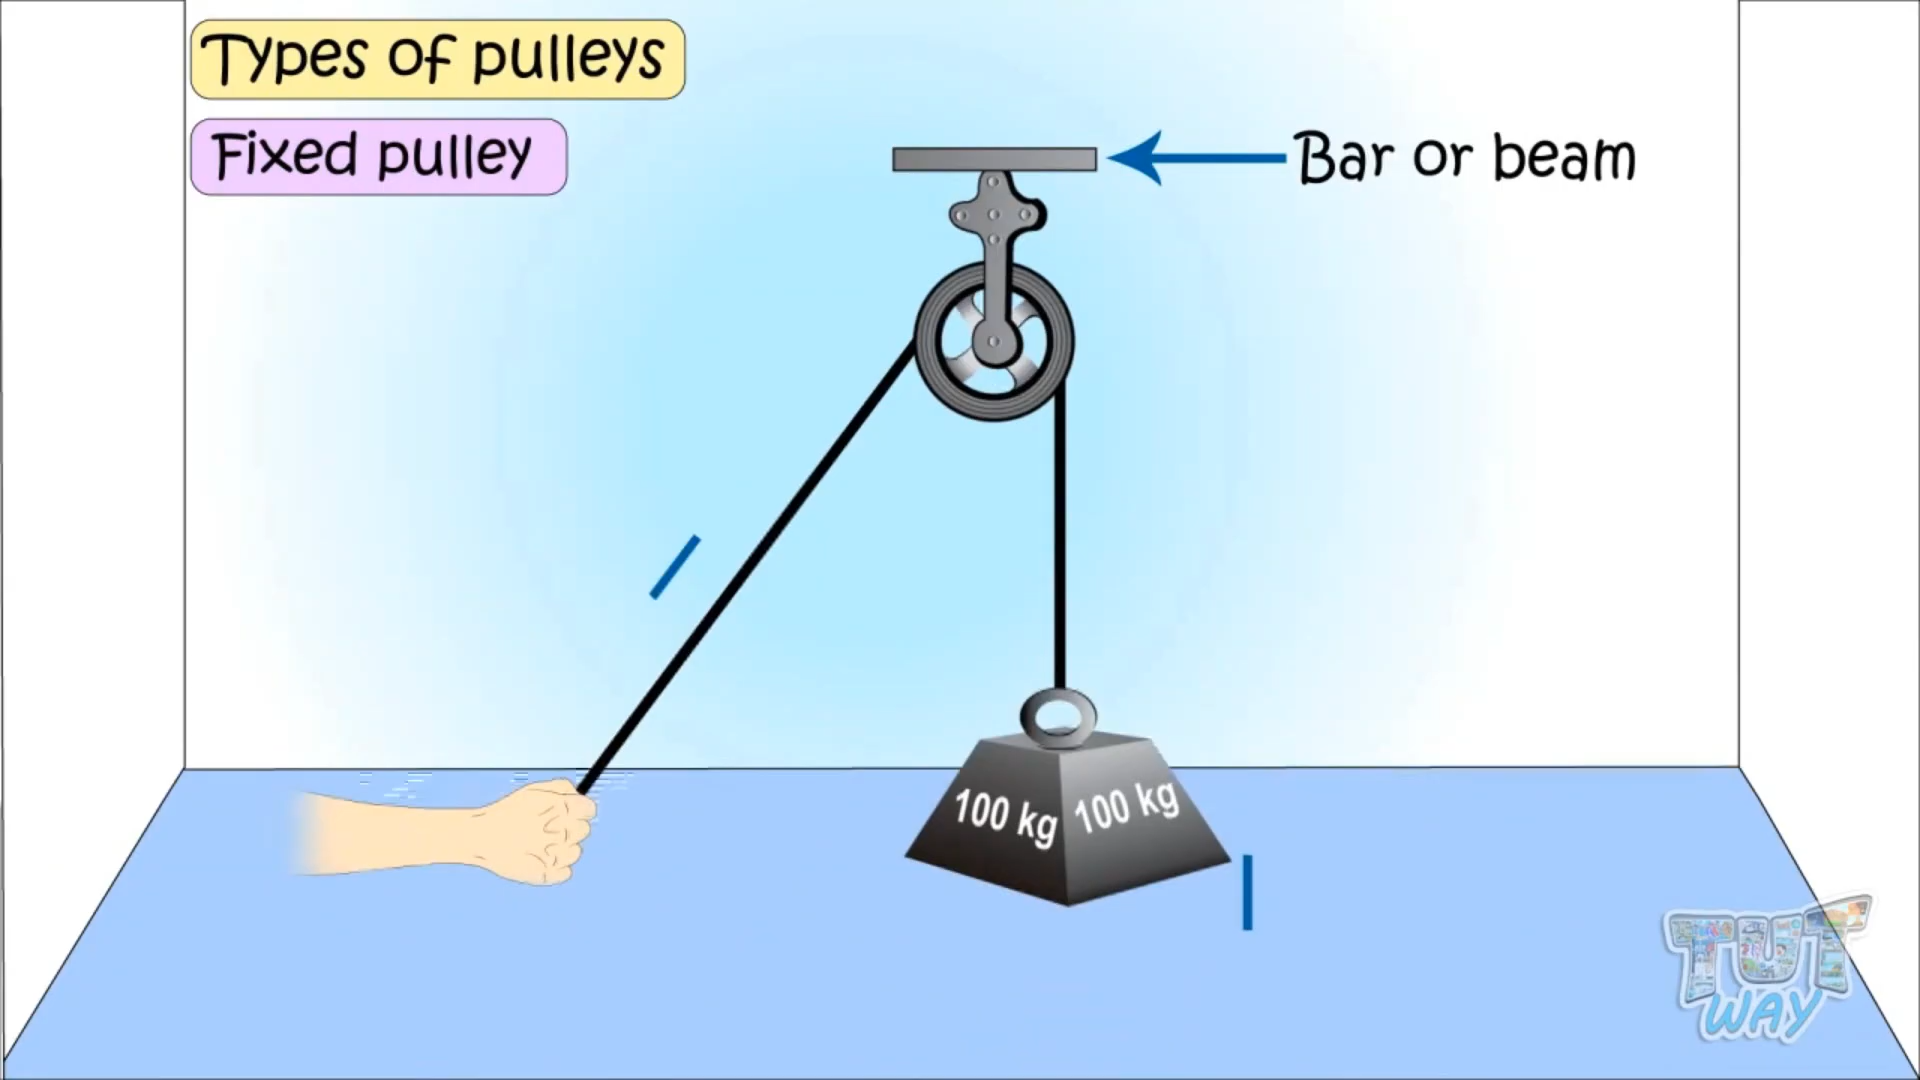 Types of pulleys
Fixed pulley
Bar or beam
100 kg 100 kg
TUT
WAY